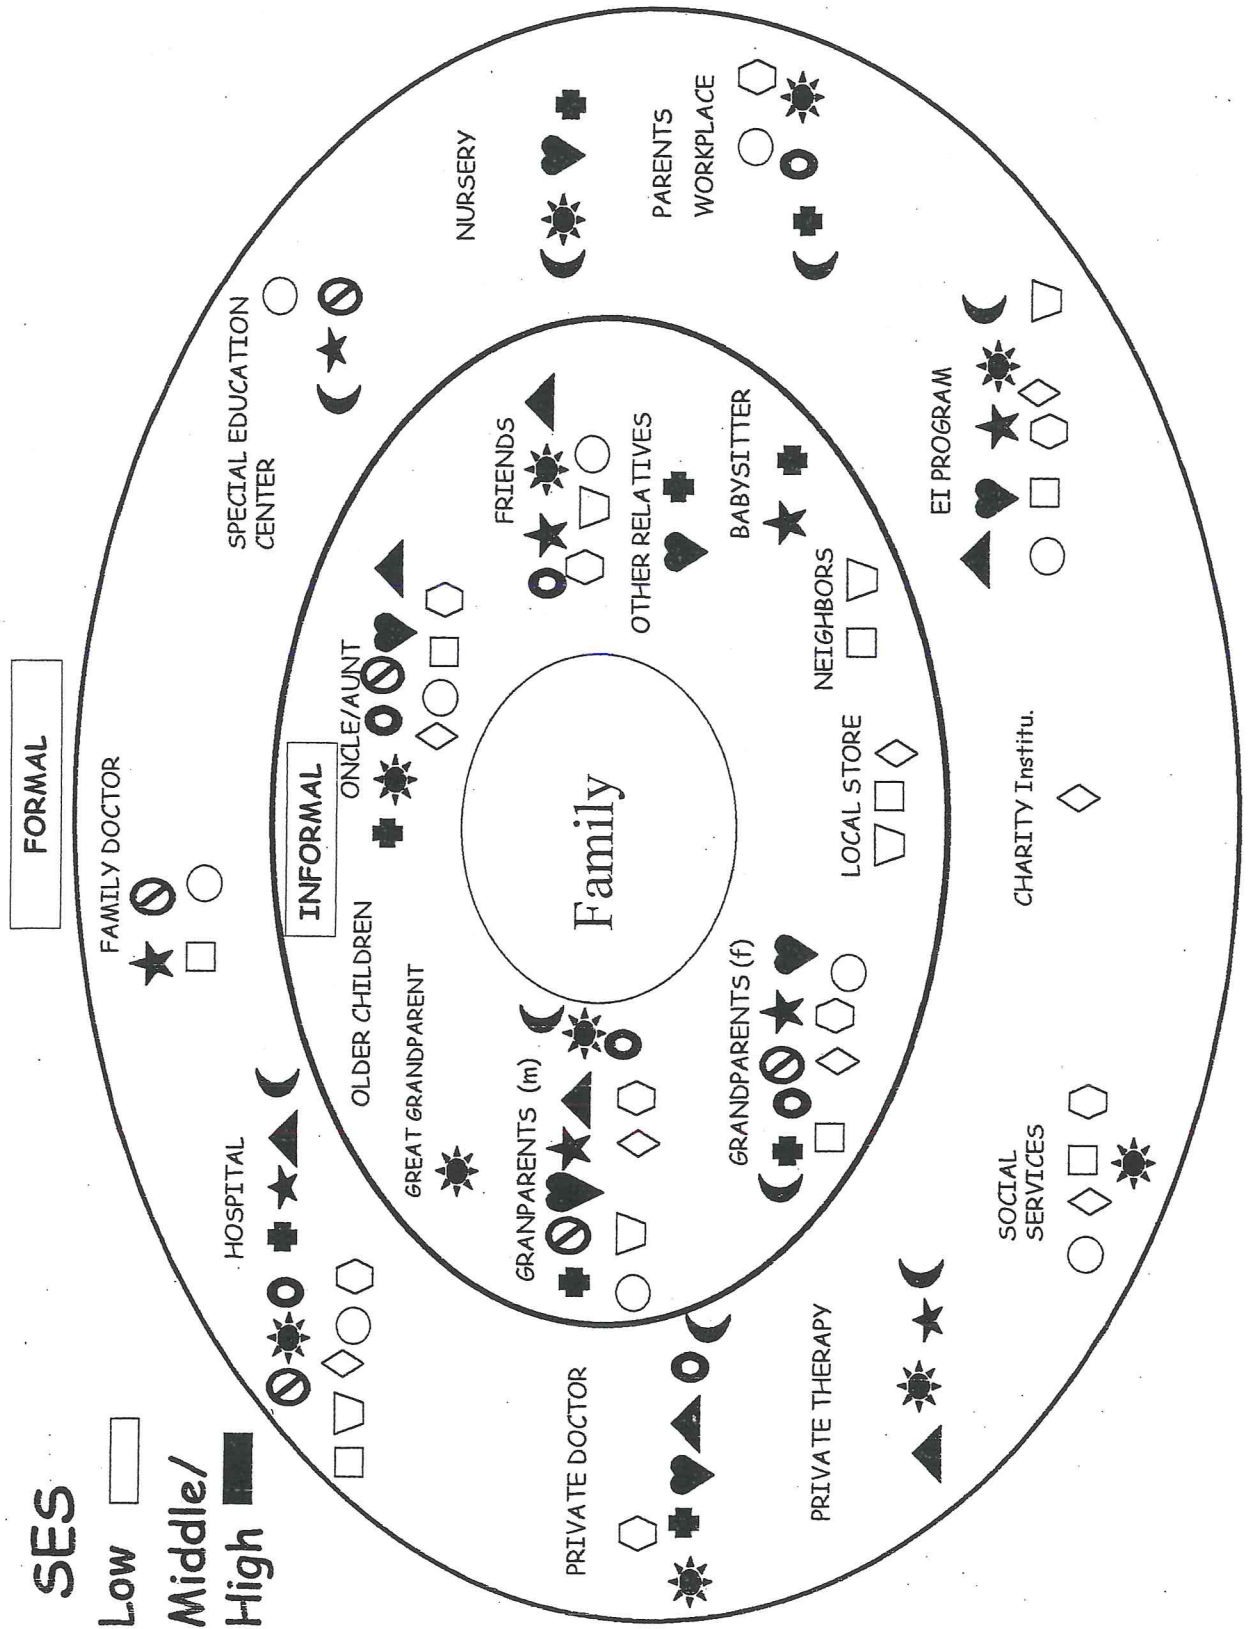 SES
Low
Middle/
High
FORMAL
INFORMAL
HOSPITAL
FAMILY DOCTOR
SPECIAL EDUCATION
CENTER
OLDER CHILDREN
GREAT GRANDPARENT
ONCLE/AUNT
NURSERY
GRANPARENTS (m)
FRIENDS
PRIVATE DOCTOR
Family
OTHER RELATIVES
PARENTS
WORKPLACE
GRANDPARENTS (f)
BABYSITTER
PRIVATE THERAPY
LOCAL STORE
NEIGHBORS
EI PROGRAM
SOCIAL
SERVICES
CHARITY Institu.